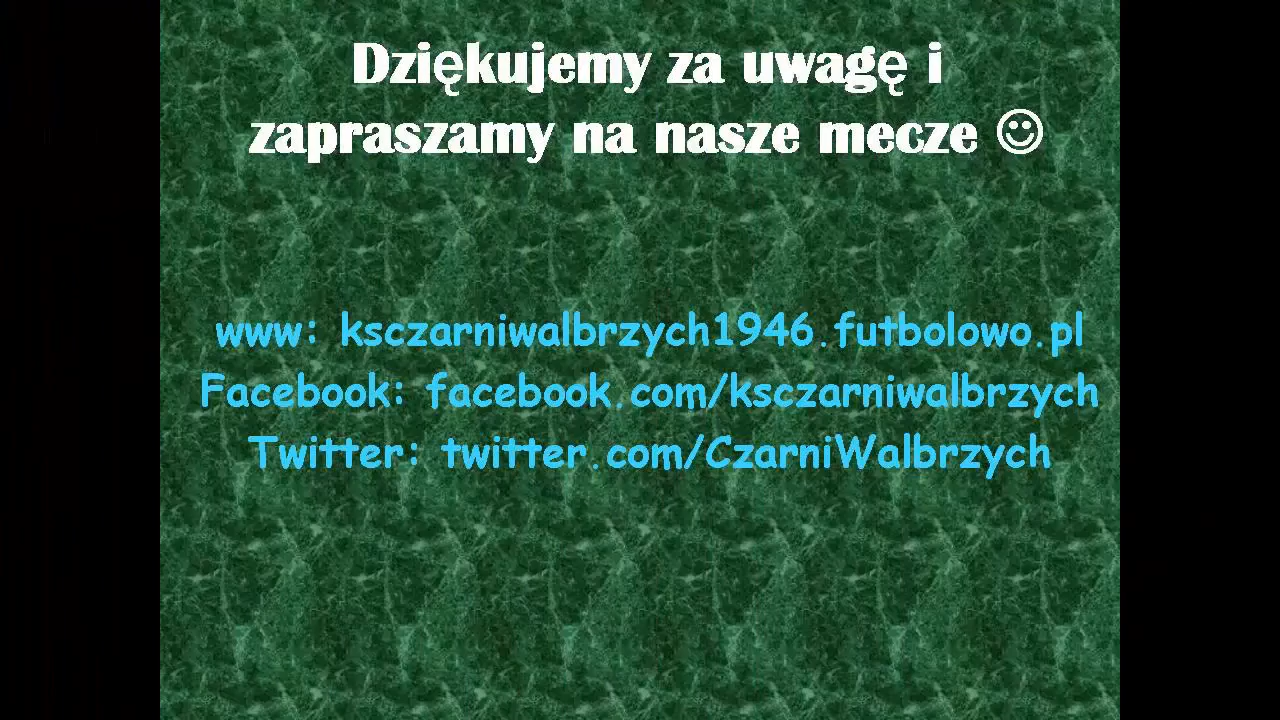 Dziękujemy za uwagę i
zapraszamy na nasze mecze ☺
www: ksczarniwalbrzych1946.futbolowo.pl
Facebook: facebook.com/ksczarniwalbrzych
Twitter: twitter.com/CzarniWalbrzych